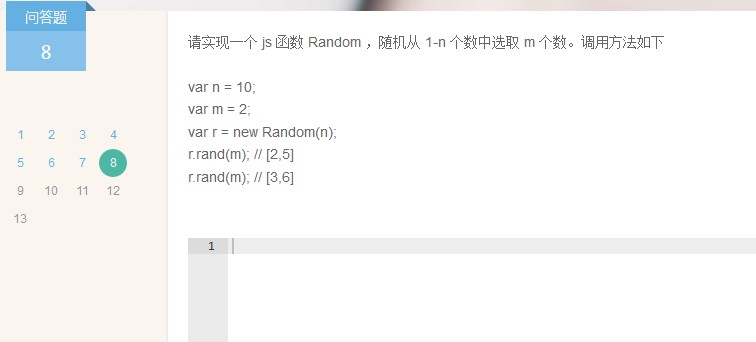 问答题
8
1 2 3 4
5 6 7 8
9 10 11 12
13
请实现一个 js 函数 Random ，随机从 1-n 个数中选取 m 个数。调用方法如下
var n = 10;
var m = 2;
var r = new Random(n);
r.rand(m); // [2,5]
r.rand(m); // [3,6]
1